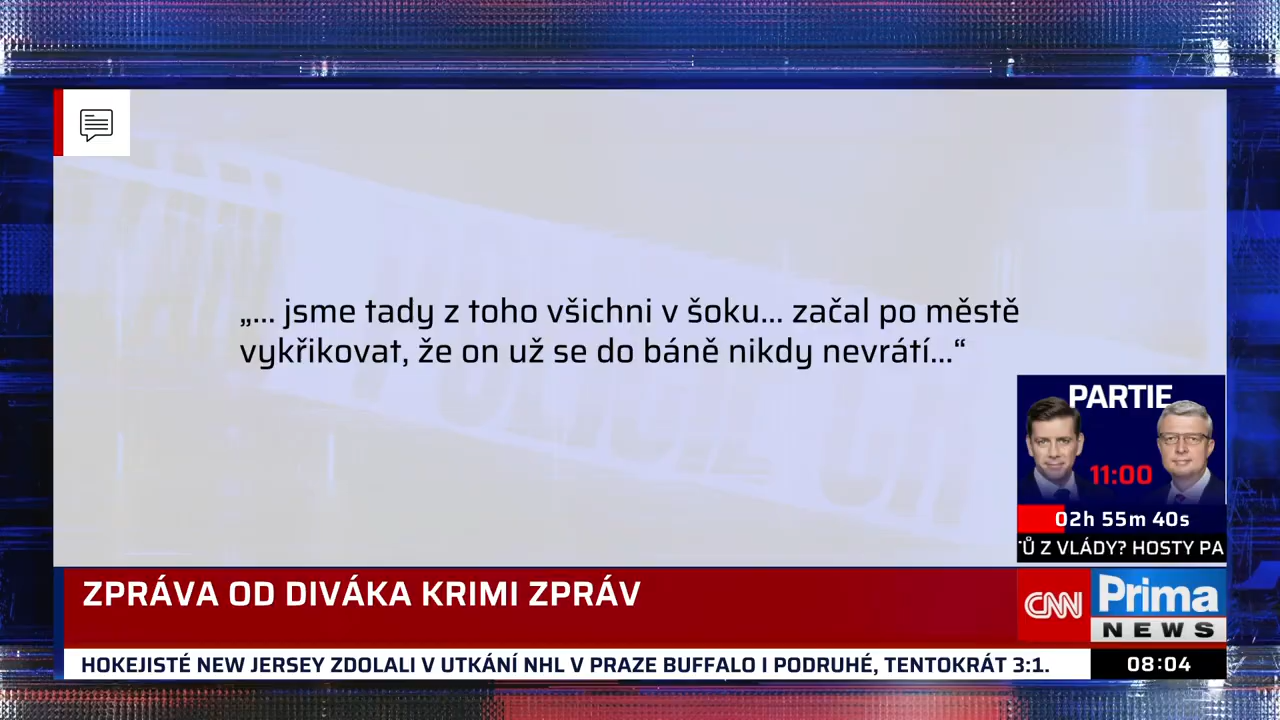 „... jsme tady z toho všichni v šoku... začal po městě
vykřikovat, že on už se do báně nikdy nevrátí...“
PARTIE
11:00
02h 55m 40s
TŮ Z VLÁDY? HOSTY PA
ZPRÁVA OD DIVÁKA KRIMI ZPRÁV
CNN Prima
NEWS
HOKEJISTÉ NEW JERSEY ZDOLALI V UTKÁNÍ NHL V PRAZE BUFFALO I PODRUHÉ, TENTOKRÁT 3:1.
08:04